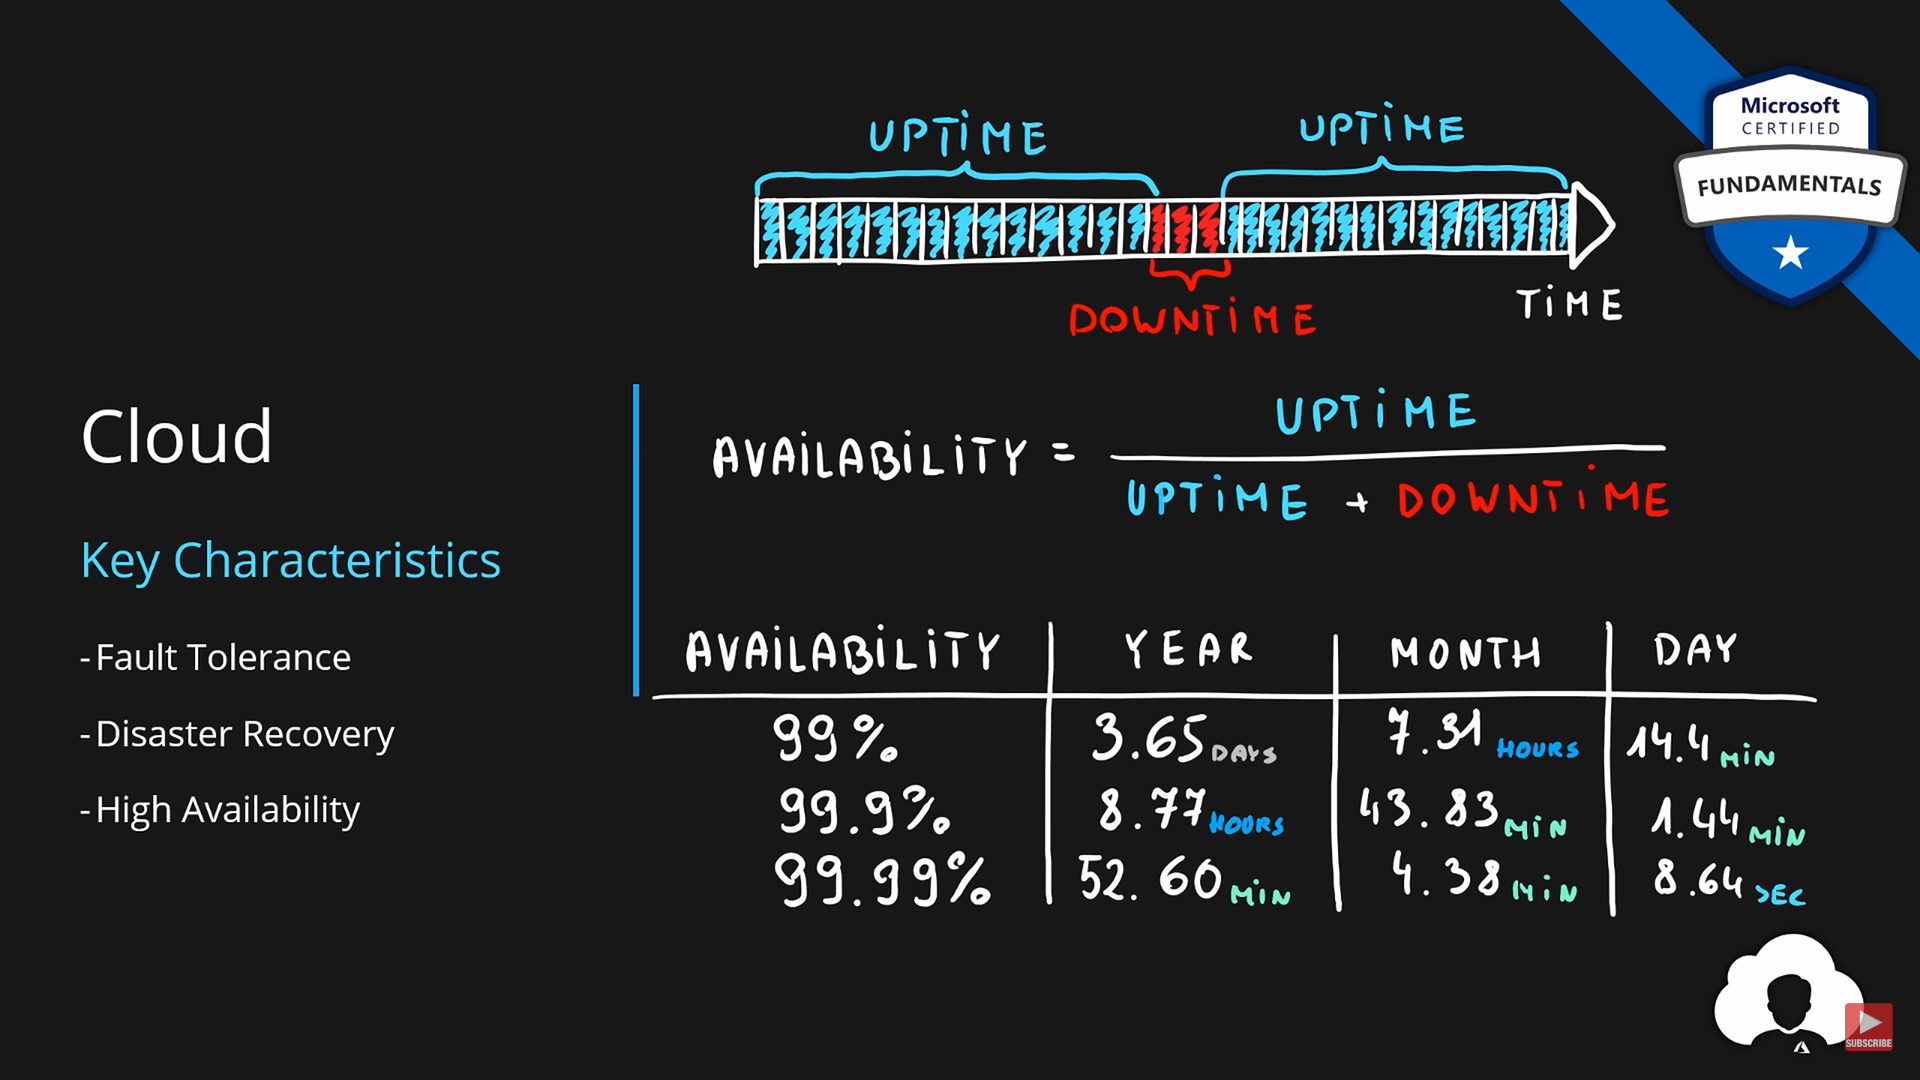 UPTiME UPTiME
DOWNTiME
TiME
Microsoft
CERTIFIED
FUNDAMENTALS
Cloud
Key Characteristics
-Fault Tolerance
-Disaster Recovery
-High Availability
AVAiLABiLiTY = UPTiME
UPTiME + DOWNTiME
AVAiLABiLiTY YEAR MONTH DAY
99% 3.65 DAYS 7.31 HOURS 14.4 MiN
99.9% 8.77 HOURS 43.83 MiN 1.44 MiN
99.99% 52.60 MiN 4.38 MiN 8.64 SEC
SUBSCRIBE